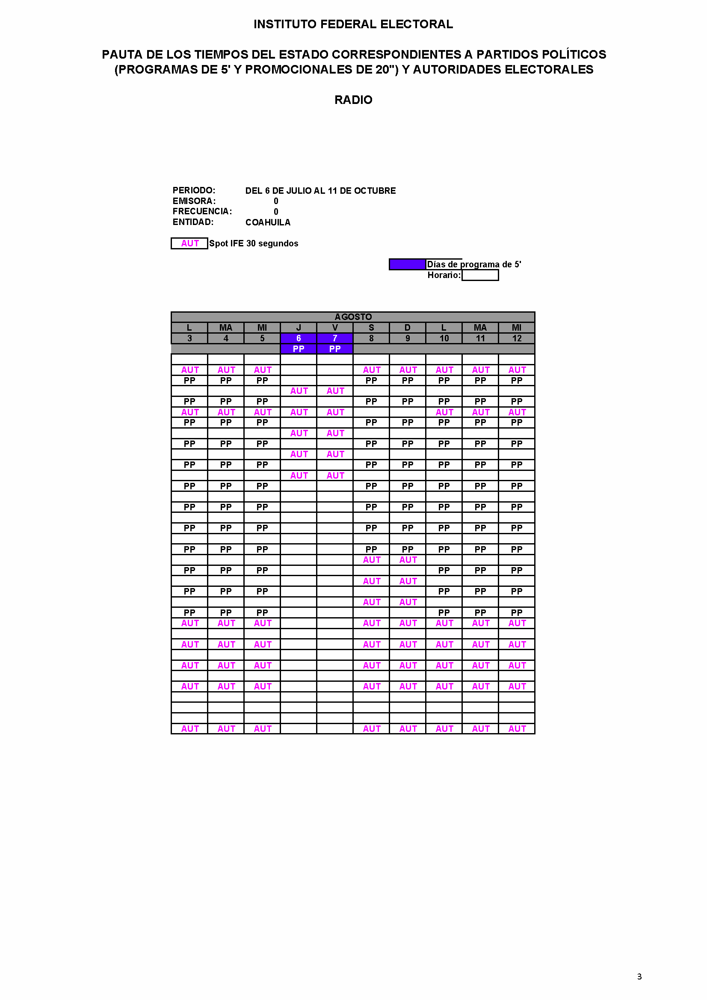 INSTITUTO FEDERAL ELECTORAL
PAUTA DE LOS TIEMPOS DEL ESTADO CORRESPONDIENTES A PARTIDOS POLÍTICOS
(PROGRAMAS DE 5' Y PROMOCIONALES DE 20") Y AUTORIDADES ELECTORALES
RADIO
PERIODO: DEL 6 DE JULIO AL 11 DE OCTUBRE
EMISORA: 0
FRECUENCIA: 0
ENTIDAD: COAHUILA
AUT Spot IFE 30 segundos
Días de programa de 5'
Horario:
AGOSTO
L MA MI J V S D L MA MI
3 4 5 6 7 8 9 10 11 12
PP PP
AUT AUT AUT AUT AUT AUT AUT AUT
PP PP PP PP PP PP PP PP
AUT AUT
PP PP PP PP PP PP PP PP
AUT AUT AUT AUT AUT AUT AUT AUT
PP PP PP PP PP PP PP PP
AUT AUT
PP PP PP PP PP PP PP PP
AUT AUT
PP PP PP PP PP PP PP PP
AUT AUT
PP PP PP PP PP PP PP PP
PP PP PP PP PP PP PP PP
PP PP PP PP PP PP PP PP
PP PP PP PP PP PP PP PP
AUT AUT
PP PP PP PP PP PP
AUT AUT
PP PP PP PP PP PP
AUT AUT
PP PP PP PP PP PP
AUT AUT AUT AUT AUT AUT AUT AUT
AUT AUT AUT AUT AUT AUT AUT AUT
AUT AUT AUT AUT AUT AUT AUT AUT
AUT AUT AUT AUT AUT AUT AUT AUT
AUT AUT AUT AUT AUT AUT AUT AUT
3